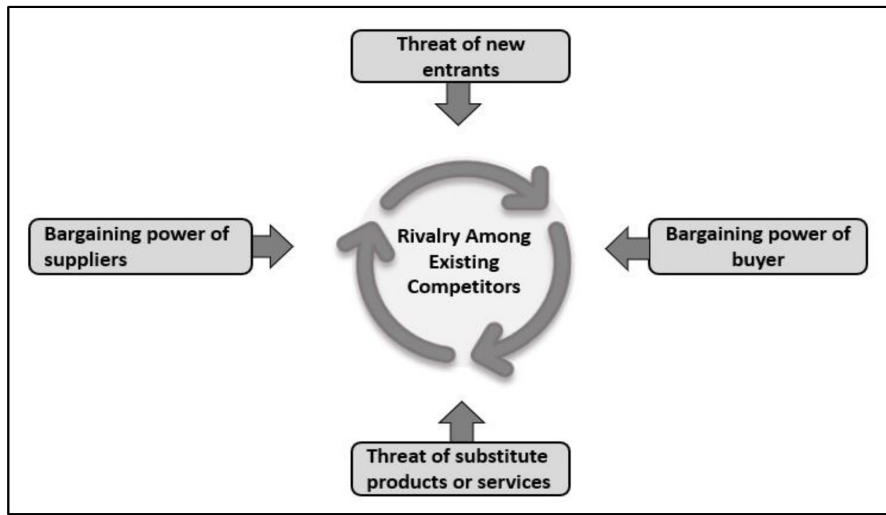 Threat of new
entrants
Bargaining power of
suppliers
Rivalry Among
Existing
Competitors
Bargaining power of
buyer
Threat of substitute
products or services